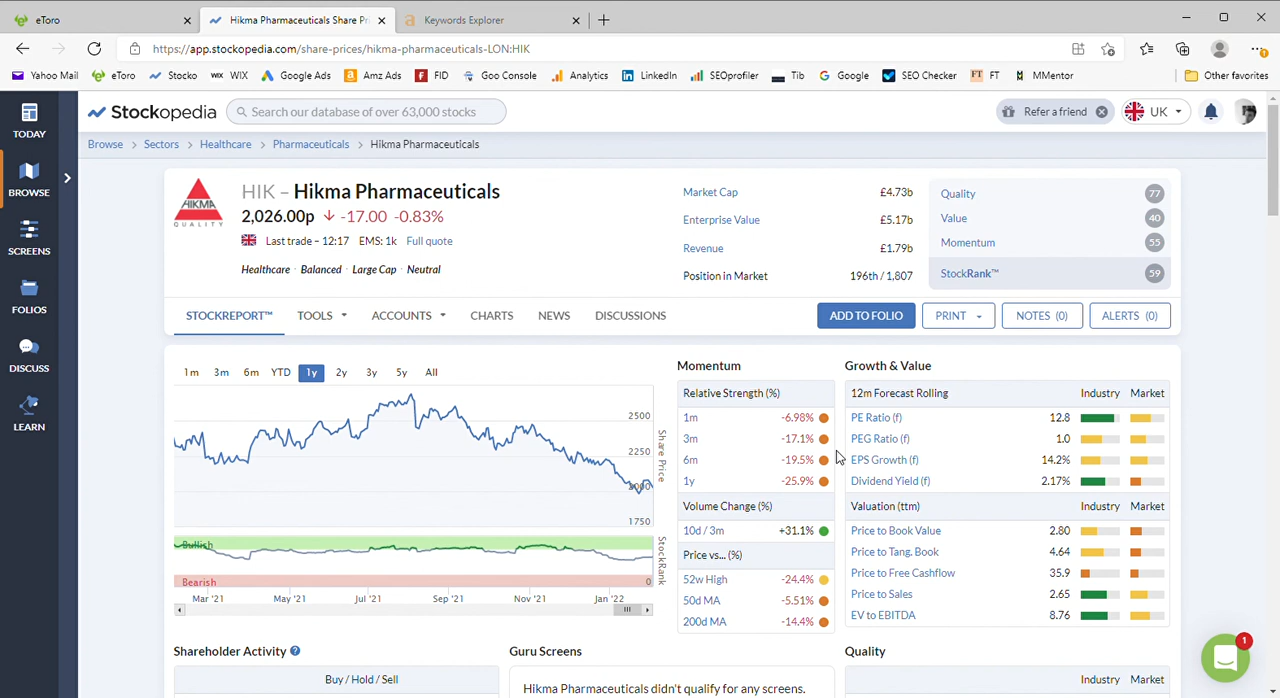 eToro
Hikma Pharmaceuticals Share Pri
Keywords Explorer
https://app.stockopedia.com/share-prices/hikma-pharmaceuticals-LON:HIK
Yahoo Mail eToro Stocko WIX WIX Google Ads Amz Ads FID Goo Console Analytics LinkedIn SEOprofiler Tib Google SEO Checker FT FT MMentor Other favorites
Stockopedia
Search our database of over 63,000 stocks
Refer a friend
UK
TODAY
BROWSE
SCREENS
FOLIOS
DISCUSS
LEARN
Browse > Sectors > Healthcare > Pharmaceuticals > Hikma Pharmaceuticals
HIKMA
QUALITY
HIK – Hikma Pharmaceuticals
2,026.00p ↓ -17.00 -0.83%
Last trade – 12:17 EMS: 1k Full quote
Healthcare · Balanced · Large Cap · Neutral
Market Cap £4.73b
Enterprise Value £5.17b
Revenue £1.79b
Position in Market 196th / 1,807
Quality 77
Value 40
Momentum 55
StockRank™ 59
STOCKREPORT™ TOOLS ACCOUNTS CHARTS NEWS DISCUSSIONS
ADD TO FOLIO PRINT NOTES (0) ALERTS (0)
1m 3m 6m YTD 1y 2y 3y 5y All
2500
2250
2000
1750
Share Price
Bullish
Bearish
0
StockRank
Mar '21 May '21 Jul '21 Sep '21 Nov '21 Jan '22
Momentum
Relative Strength (%)
1m -6.98%
3m -17.1%
6m -19.5%
1y -25.9%
Volume Change (%)
10d / 3m +31.1%
Price vs... (%)
52w High -24.4%
50d MA -5.51%
200d MA -14.4%
Growth & Value
12m Forecast Rolling Industry Market
PE Ratio (f) 12.8
PEG Ratio (f) 1.0
EPS Growth (f) 14.2%
Dividend Yield (f) 2.17%
Valuation (ttm) Industry Market
Price to Book Value 2.80
Price to Tang. Book 4.64
Price to Free Cashflow 35.9
Price to Sales 2.65
EV to EBITDA 8.76
Shareholder Activity ?
Buy / Hold / Sell
Guru Screens
Hikma Pharmaceuticals didn't qualify for any screens.
Quality
Industry Market
1